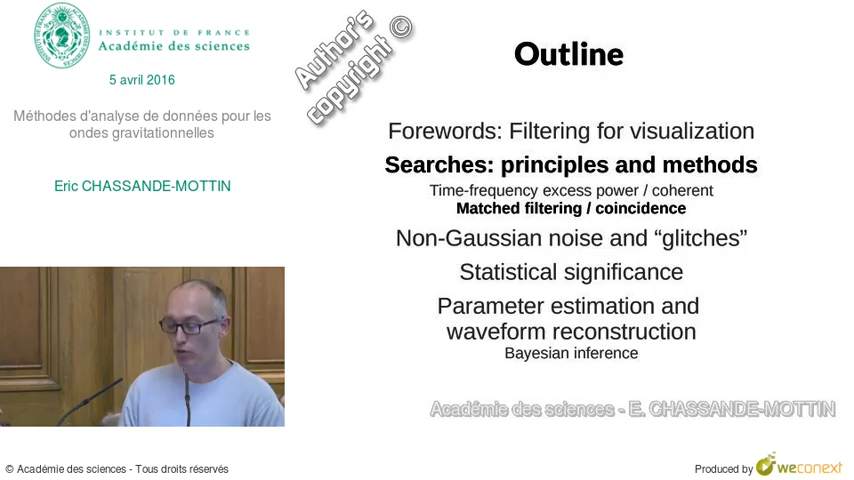 INSTITUT DE FRANCE
Académie des sciences
5 avril 2016
Méthodes d'analyse de données pour les
ondes gravitationnelles
Eric CHASSANDE-MOTTIN
Author's
copyright ©
Outline
Forewords: Filtering for visualization
Searches: principles and methods
Time-frequency excess power / coherent
Matched filtering / coincidence
Non-Gaussian noise and “glitches”
Statistical significance
Parameter estimation and
waveform reconstruction
Bayesian inference
Académie des sciences - E. CHASSANDE-MOTTIN
© Académie des sciences - Tous droits réservés
Produced by weconext